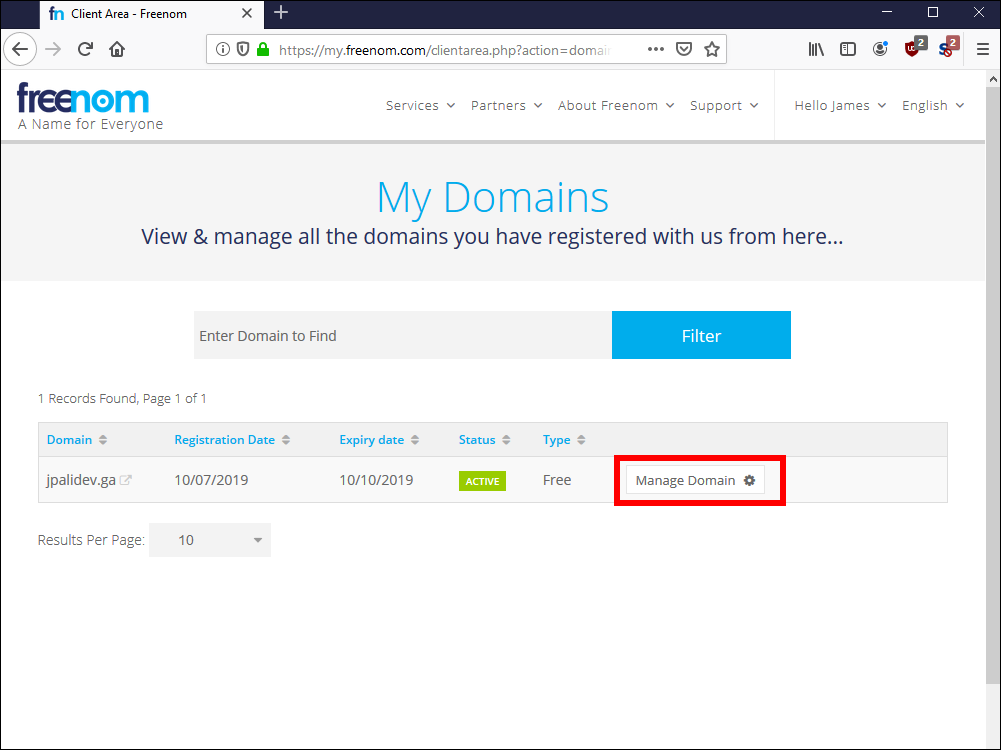 fn Client Area - Freenom
https://my.freenom.com/clientarea.php?action=domain
2
2
freenom
A Name for Everyone
Services
Partners
About Freenom
Support
Hello James
English
My Domains
View & manage all the domains you have registered with us from here...
Enter Domain to Find
Filter
1 Records Found, Page 1 of 1
Domain Registration Date Expiry date Status Type
jpalidev.ga 10/07/2019 10/10/2019 ACTIVE Free Manage Domain
Results Per Page: 10